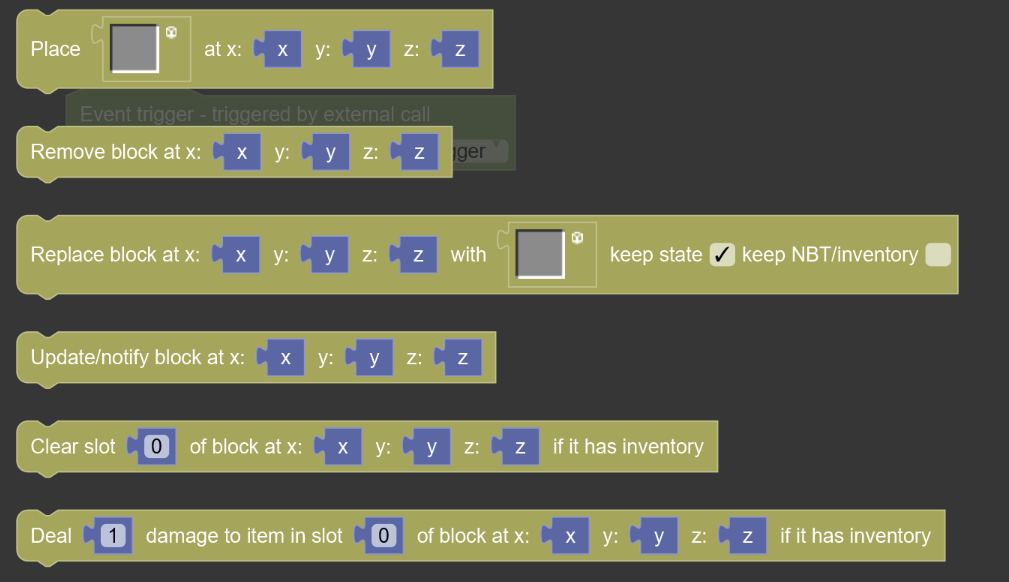 Place at x: x y: y z: z
Event trigger - triggered by external call
Remove block at x: x y: y z: z gger
Replace block at x: x y: y z: z with keep state ✓ keep NBT/inventory
Update/notify block at x: x y: y z: z
Clear slot 0 of block at x: x y: y z: z if it has inventory
Deal 1 damage to item in slot 0 of block at x: x y: y z: z if it has inventory